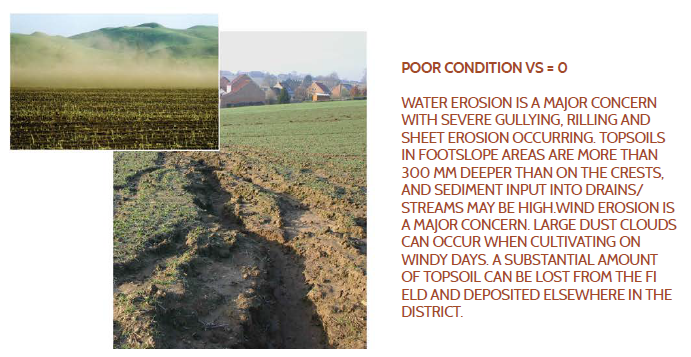 POOR CONDITION VS = 0
WATER EROSION IS A MAJOR CONCERN
WITH SEVERE GULLYING, RILLING AND
SHEET EROSION OCCURRING. TOPSOILS
IN FOOTSLOPE AREAS ARE MORE THAN
300 MM DEEPER THAN ON THE CRESTS,
AND SEDIMENT INPUT INTO DRAINS/
STREAMS MAY BE HIGH.WIND EROSION IS
A MAJOR CONCERN. LARGE DUST CLOUDS
CAN OCCUR WHEN CULTIVATING ON
WINDY DAYS. A SUBSTANTIAL AMOUNT
OF TOPSOIL CAN BE LOST FROM THE FI
ELD AND DEPOSITED ELSEWHERE IN THE
DISTRICT.